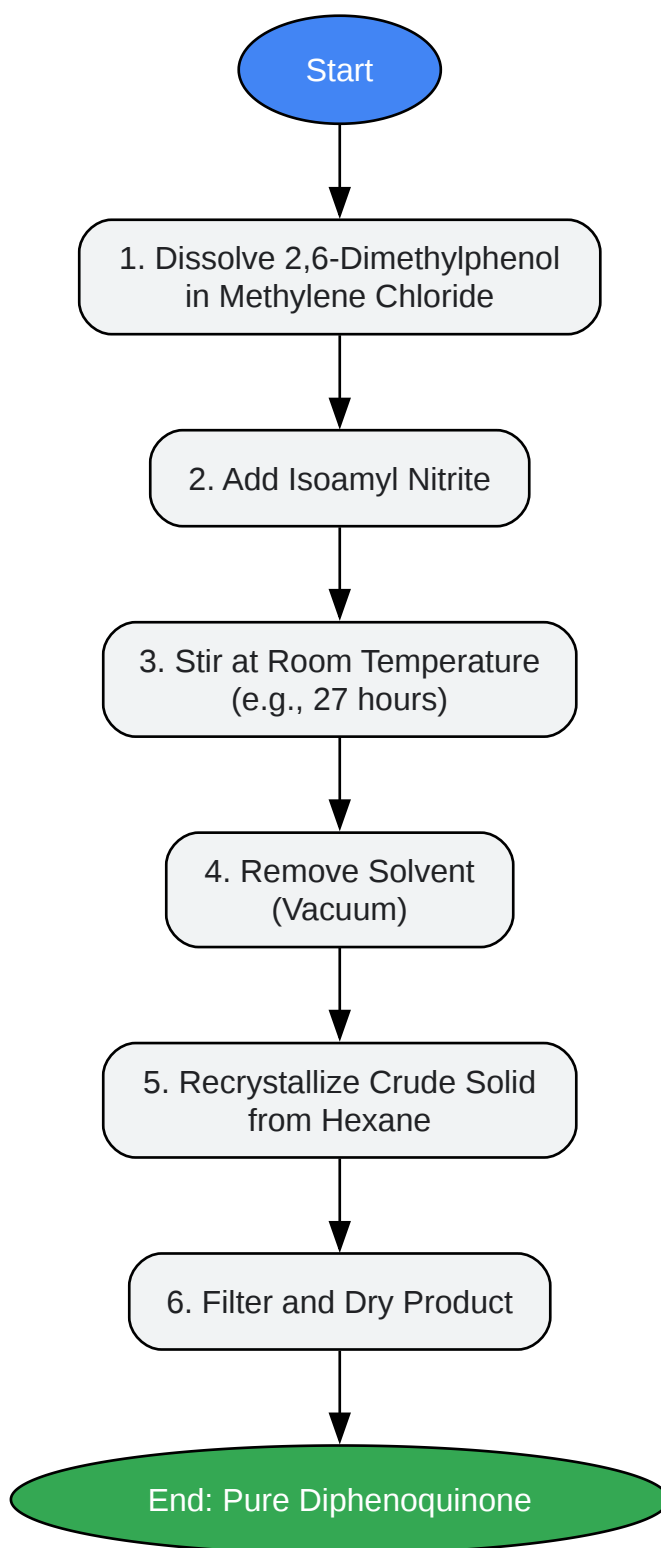 Start
1. Dissolve 2,6-Dimethylphenol
in Methylene Chloride
2. Add Isoamyl Nitrite
3. Stir at Room Temperature
(e.g., 27 hours)
4. Remove Solvent
(Vacuum)
5. Recrystallize Crude Solid
from Hexane
6. Filter and Dry Product
End: Pure Diphenoquinone